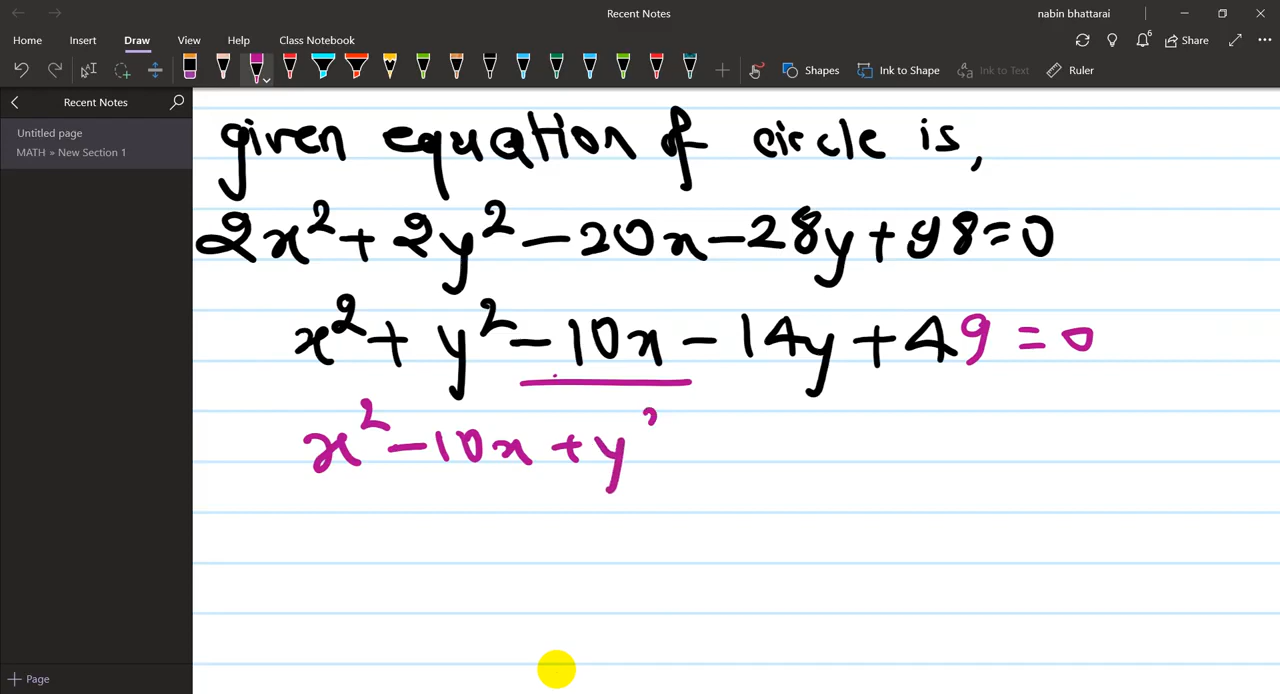 Recent Notes
nabin bhattarai
Home Insert Draw View Help Class Notebook
6 Share
Shapes Ink to Shape Ink to Text Ruler
Recent Notes
Untitled page
MATH » New Section 1
given equation of circle is,
2x² + 2y² - 20x - 28y + 98 = 0
x² + y² - 10x - 14y + 49 = 0
x² - 10x + y
Page